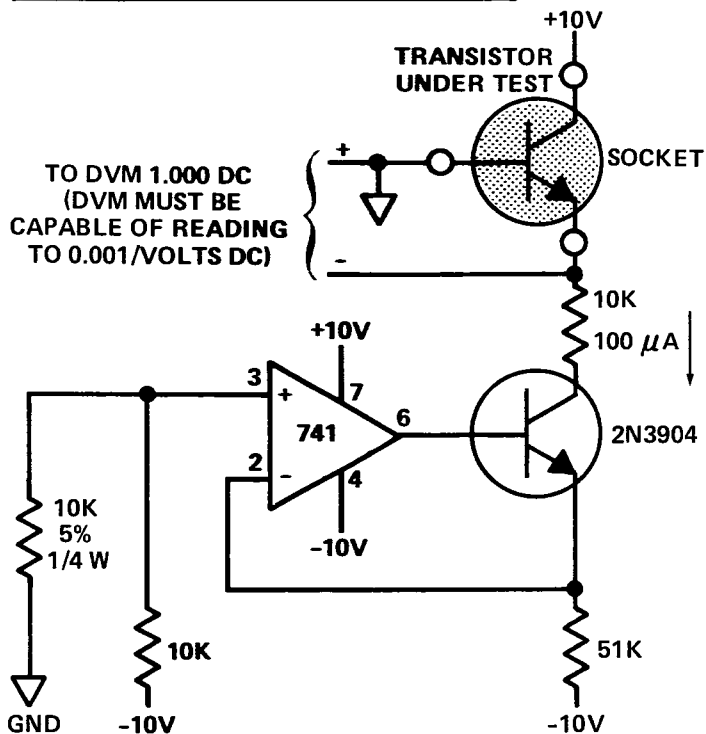 +10V
TRANSISTOR
UNDER TEST
SOCKET
+
TO DVM 1.000 DC
(DVM MUST BE
CAPABLE OF READING
TO 0.001/VOLTS DC)
-
10K
100 μA
+10V
3
+
7
741
6
2N3904
2
-
4
-10V
10K
5%
1/4 W
10K
51K
GND
-10V
-10V